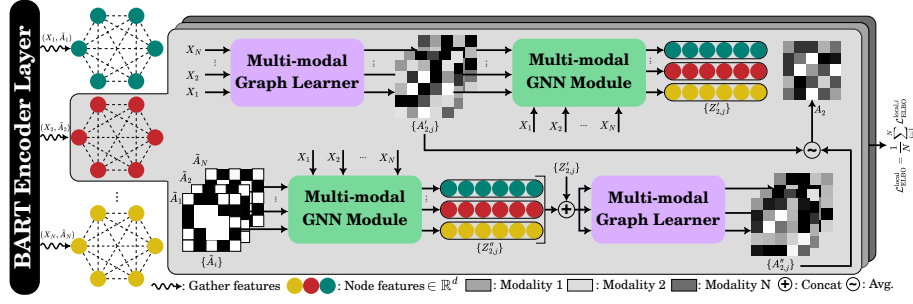 BART Encoder Layer
(X_1, Ã_1)
(X_2, Ã_2)
(X_N, Ã_N)
X_N
X_2
X_1
Multi-modal
Graph Learner
{A'_{2,j}}
Multi-modal
GNN Module
X_1 X_2 ... X_N
{Z'_{2,j}}
A_2
~
Ã_N
Ã_2
Ã_1
{Ã_i}
X_1 X_2 ... X_N
Multi-modal
GNN Module
{Z''_{2,j}}
{Z'_{2,j}}
+
Multi-modal
Graph Learner
{A''_{2,j}}
L^{local}_{ELBO} = \frac{1}{N} \sum_{i=1}^{N} L^{local,i}_{ELBO}
: Gather features : Node features ∈ ℝ^d : Modality 1 : Modality 2 : Modality N + : Concat ~ : Avg.